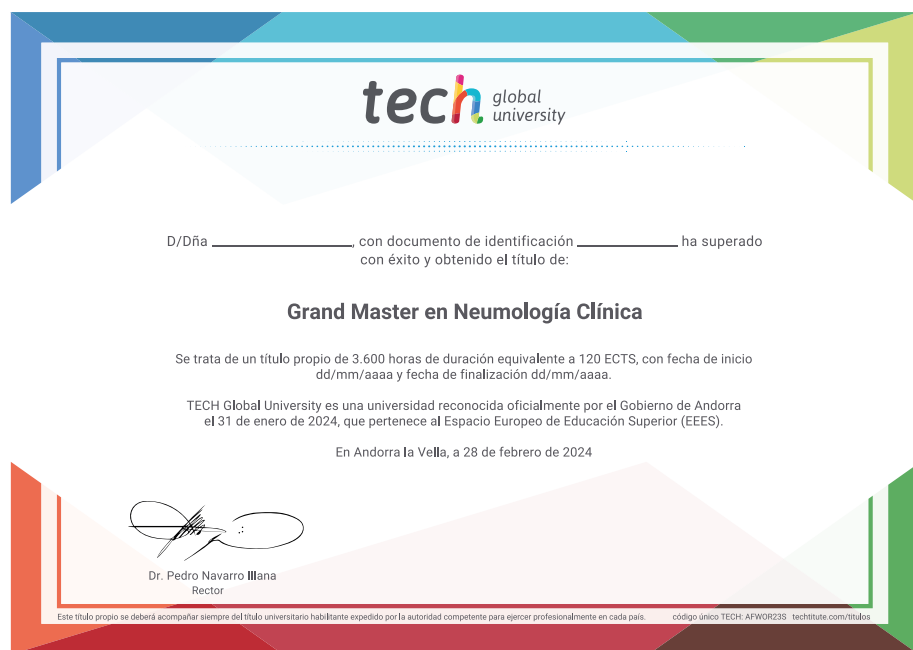 tech global university
D/Dña ________________, con documento de identificación ____________ ha superado
con éxito y obtenido el título de:
Grand Master en Neumología Clínica
Se trata de un título propio de 3.600 horas de duración equivalente a 120 ECTS, con fecha de inicio
dd/mm/aaaa y fecha de finalización dd/mm/aaaa.
TECH Global University es una universidad reconocida oficialmente por el Gobierno de Andorra
el 31 de enero de 2024, que pertenece al Espacio Europeo de Educación Superior (EEES).
En Andorra la Vella, a 28 de febrero de 2024
Dr. Pedro Navarro Illana
Rector
Este título propio se deberá acompañar siempre del título universitario habilitante expedido por la autoridad competente para ejercer profesionalmente en cada país. código único TECH: AFWOR23S techtitute.com/titulos